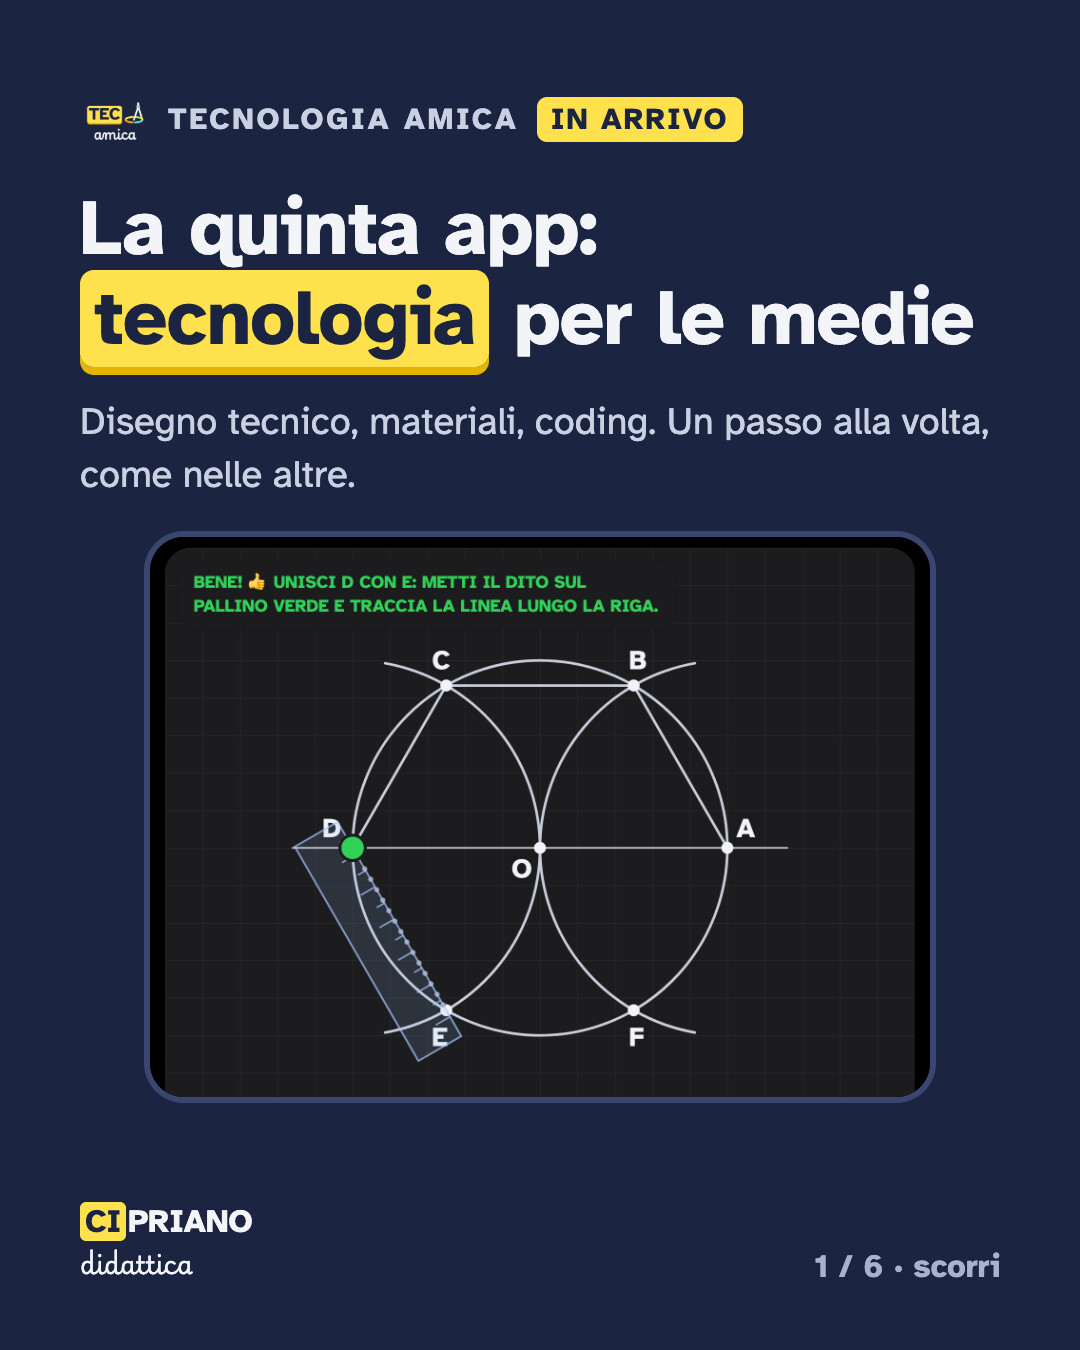 TEC
amica
TECNOLOGIA AMICA
IN ARRIVO
La quinta app:
tecnologia per le medie
Disegno tecnico, materiali, coding. Un passo alla volta,
come nelle altre.
BENE! 👍 UNISCI D CON E: METTI IL DITO SUL
PALLINO VERDE E TRACCIA LA LINEA LUNGO LA RIGA.
C
B
D
A
O
E
F
CIPRIANO
didattica
1 / 6 · scorri